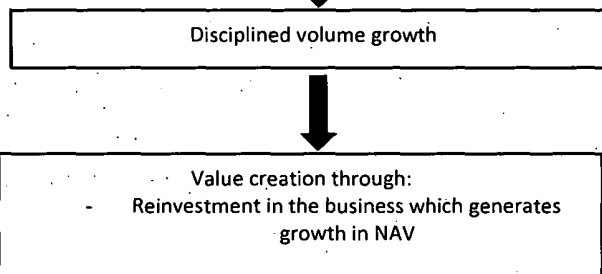 Disciplined volume growth
Value creation through:
- Reinvestment in the business which generates
growth in NAV